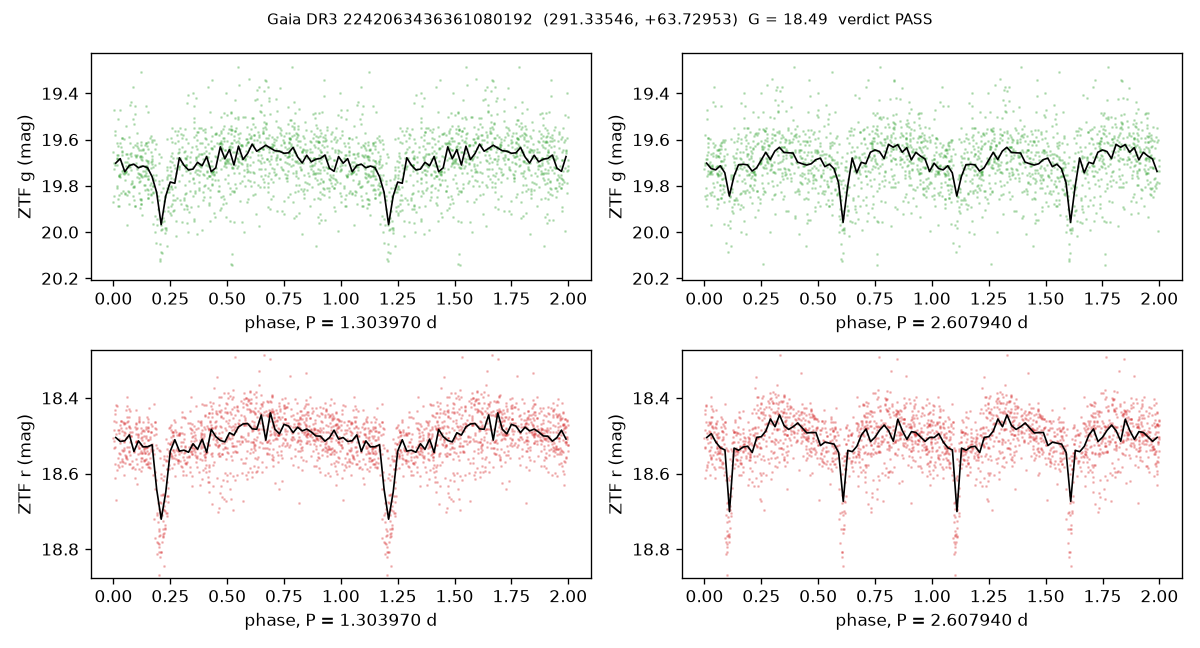 Gaia DR3 2242063436361080192  (291.33546, +63.72953)  G = 18.49  verdict PASS
ZTF g (mag)
19.4
19.6
19.8
20.0
20.2
0.00 0.25 0.50 0.75 1.00 1.25 1.50 1.75 2.00
phase, P = 1.303970 d
ZTF g (mag)
19.4
19.6
19.8
20.0
20.2
0.00 0.25 0.50 0.75 1.00 1.25 1.50 1.75 2.00
phase, P = 2.607940 d
ZTF r (mag)
18.4
18.6
18.8
0.00 0.25 0.50 0.75 1.00 1.25 1.50 1.75 2.00
phase, P = 1.303970 d
ZTF r (mag)
18.4
18.6
18.8
0.00 0.25 0.50 0.75 1.00 1.25 1.50 1.75 2.00
phase, P = 2.607940 d